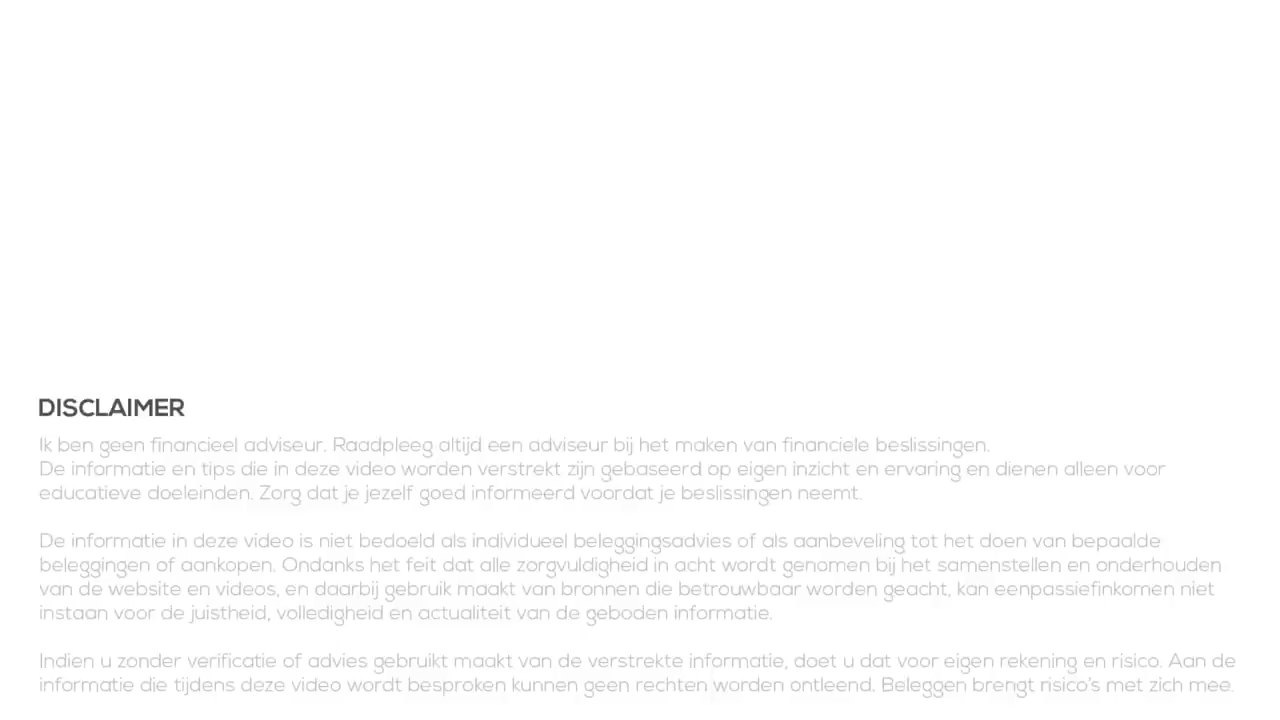 DISCLAIMER
Ik ben geen financieel adviseur. Raadpleeg altijd een adviseur bij het maken van financiele beslissingen.
De informatie en tips die in deze video worden verstrekt zijn gebaseerd op eigen inzicht en ervaring en dienen alleen voor
educatieve doeleinden. Zorg dat je jezelf goed informeerd voordat je beslissingen neemt.
De informatie in deze video is niet bedoeld als individueel beleggingsadvies of als aanbeveling tot het doen van bepaalde
beleggingen of aankopen. Ondanks het feit dat alle zorgvuldigheid in acht wordt genomen bij het samenstellen en onderhouden
van de website en videos, en daarbij gebruik maakt van bronnen die betrouwbaar worden geacht, kan eenpassiefinkomen niet
instaan voor de juistheid, volledigheid en actualiteit van de geboden informatie.
Indien u zonder verificatie of advies gebruikt maakt van de verstrekte informatie, doet u dat voor eigen rekening en risico. Aan de
informatie die tijdens deze video wordt besproken kunnen geen rechten worden ontleend. Beleggen brengt risico's met zich mee.